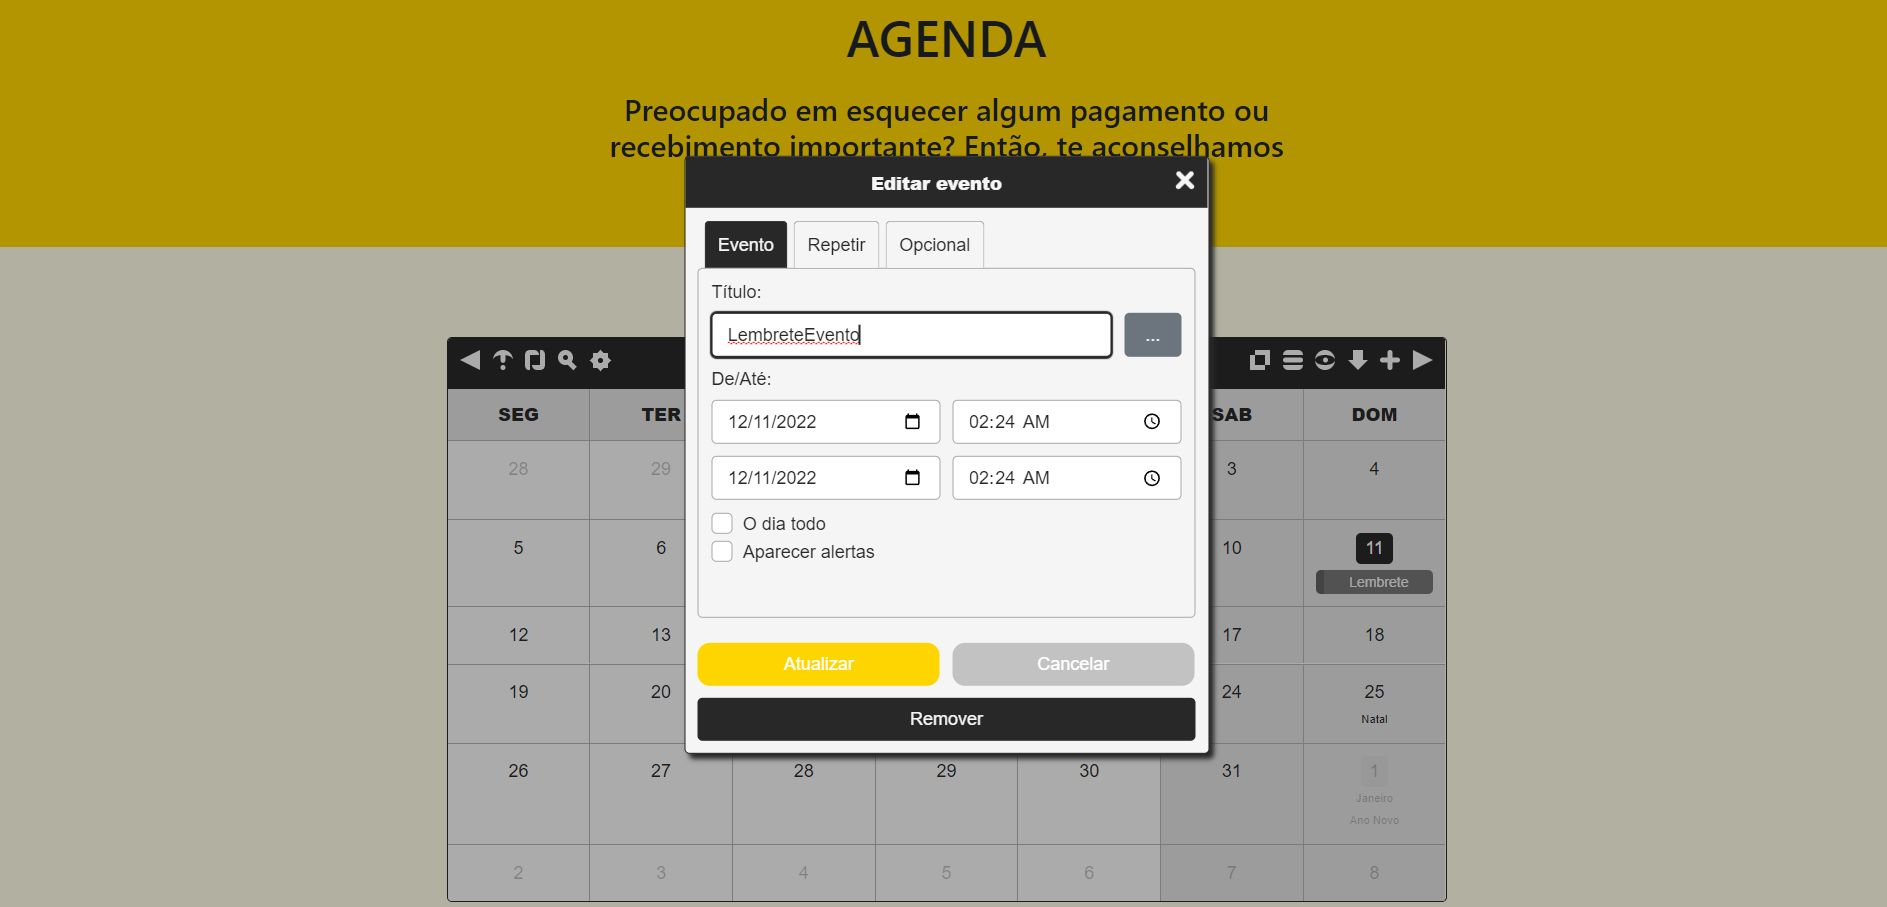 AGENDA
Preocupado em esquecer algum pagamento ou
recebimento importante? Então, te aconselhamos
Editar evento
Evento Repetir Opcional
Título:
LembreteEvento ...
De/Até:
12/11/2022 02:24 AM
12/11/2022 02:24 AM
O dia todo
Aparecer alertas
Atualizar Cancelar
Remover
SEG TER SAB DOM
28 29 3 4
5 6 10 11
Lembrete
12 13 17 18
19 20 24 25
Natal
26 27 28 29 30 31 1
Janeiro
Ano Novo
2 3 4 5 6 7 8